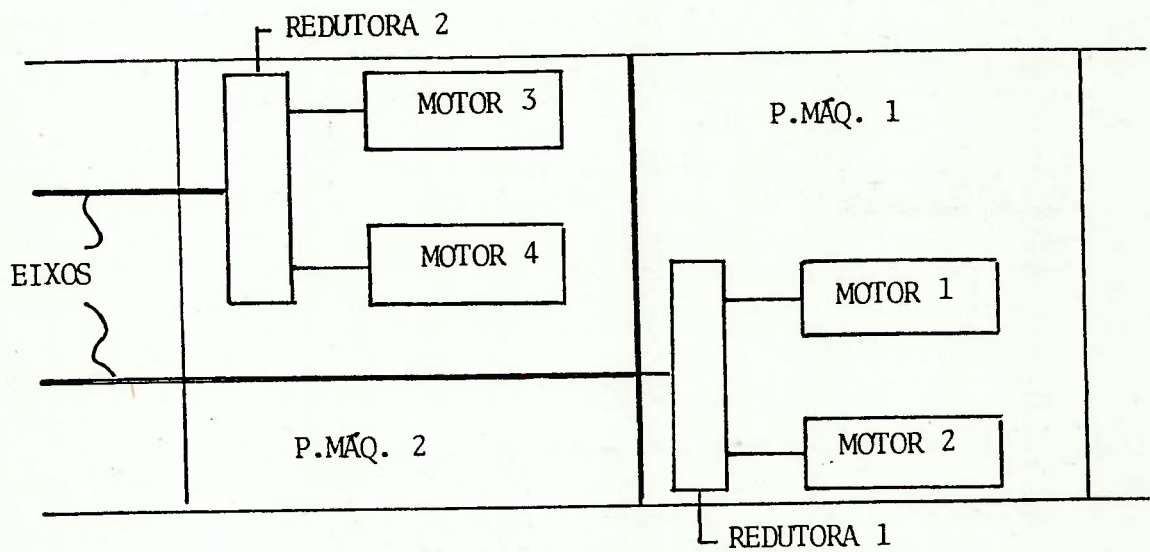 REDUTORA 2
MOTOR 3
P.MÁQ. 1
MOTOR 4
EIXOS
MOTOR 1
P.MÁQ. 2
MOTOR 2
REDUTORA 1